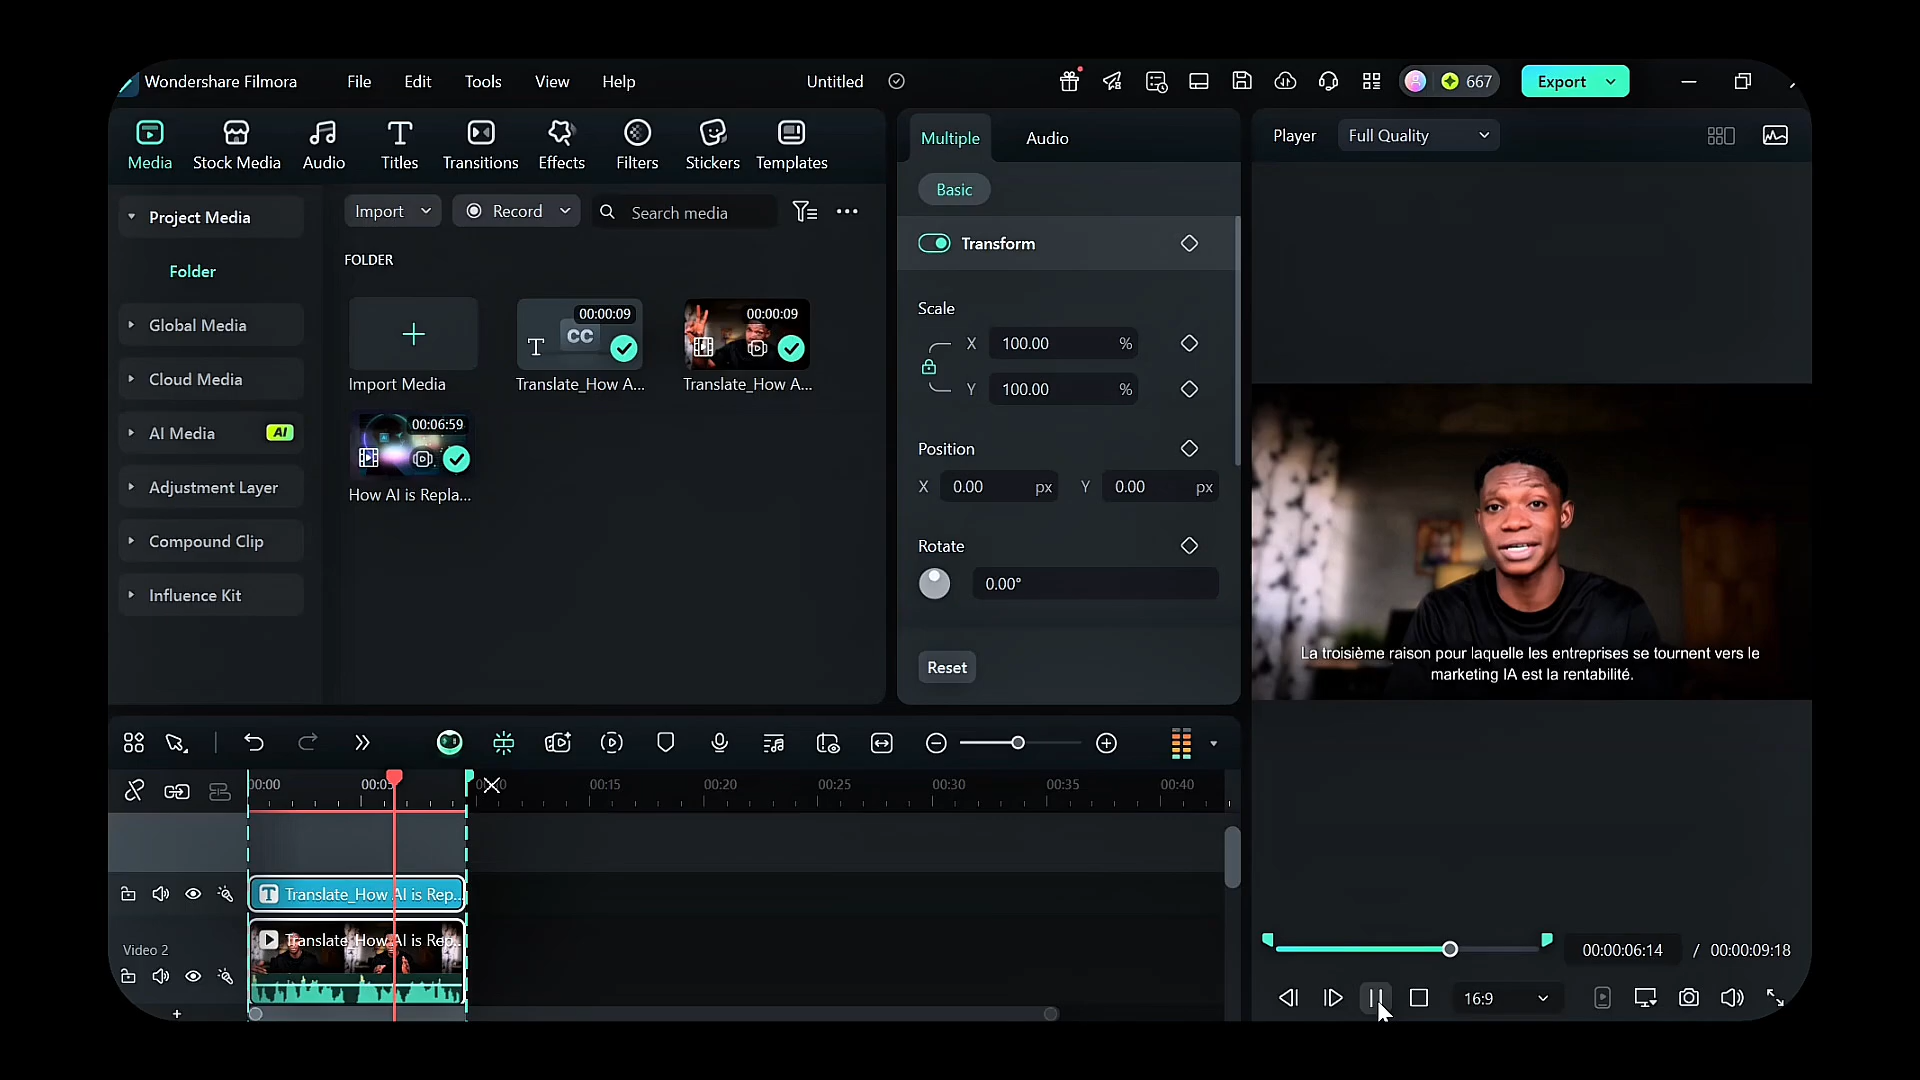 Wondershare Filmora File Edit Tools View Help Untitled 667 Export
Media Stock Media Audio Titles Transitions Effects Filters Stickers Templates
Project Media
Folder
Global Media
Cloud Media
AI Media AI
Adjustment Layer
Compound Clip
Influence Kit
Import Record Search media
FOLDER
Import Media
T CC 00:00:09
Translate_How A...
00:00:09
Translate_How A...
00:06:59
How AI is Repla...
Multiple Audio
Basic
Transform
Scale
X 100.00 %
Y 100.00 %
Position
X 0.00 px Y 0.00 px
Rotate
0.00°
Reset
Player Full Quality
La troisième raison pour laquelle les entreprises se tournent vers le
marketing IA est la rentabilité.
00:00:06:14 / 00:00:09:18
16:9
00:15 00:20 00:25 00:30 00:35 00:40
T Translate_How AI is Rep...
Video 2
Translate_How AI is Rep...